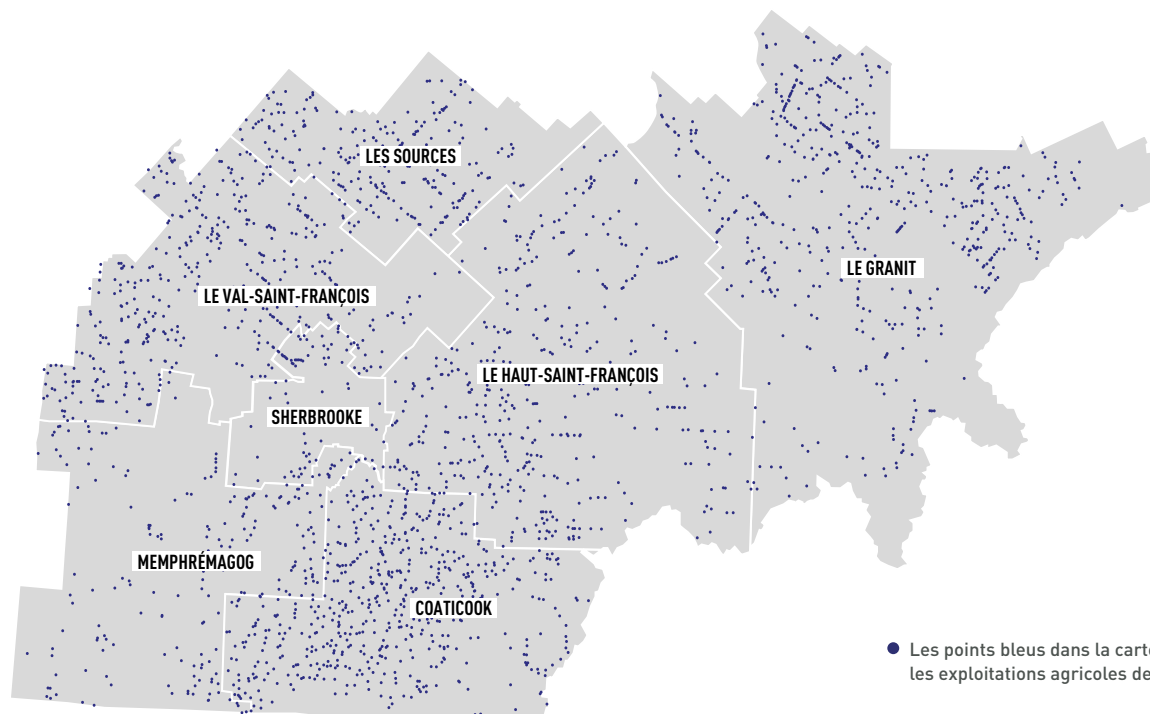 LES SOURCES
LE GRANIT
LE VAL-SAINT-FRANÇOIS
LE HAUT-SAINT-FRANÇOIS
SHERBROOKE
MEMPHRÉMAGOG
COATICOOK
Les points bleus dans la carte
les exploitations agricoles de